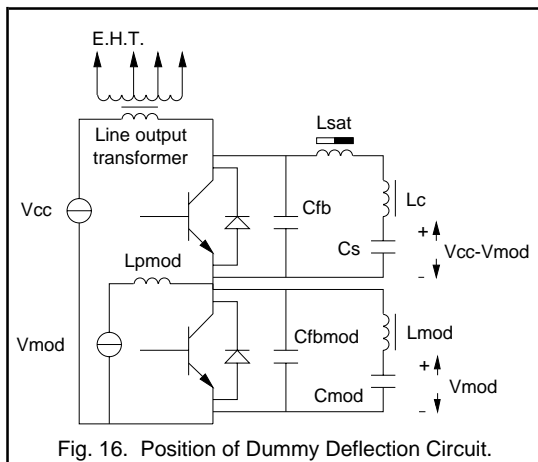 E.H.T.
Line output
transformer
Lsat
Vcc
Cfb
Lc
Cs
+
Vcc-Vmod
-
Lpmod
Vmod
Cfbmod
Lmod
Cmod
+
Vmod
-
Fig. 16. Position of Dummy Deflection Circuit.